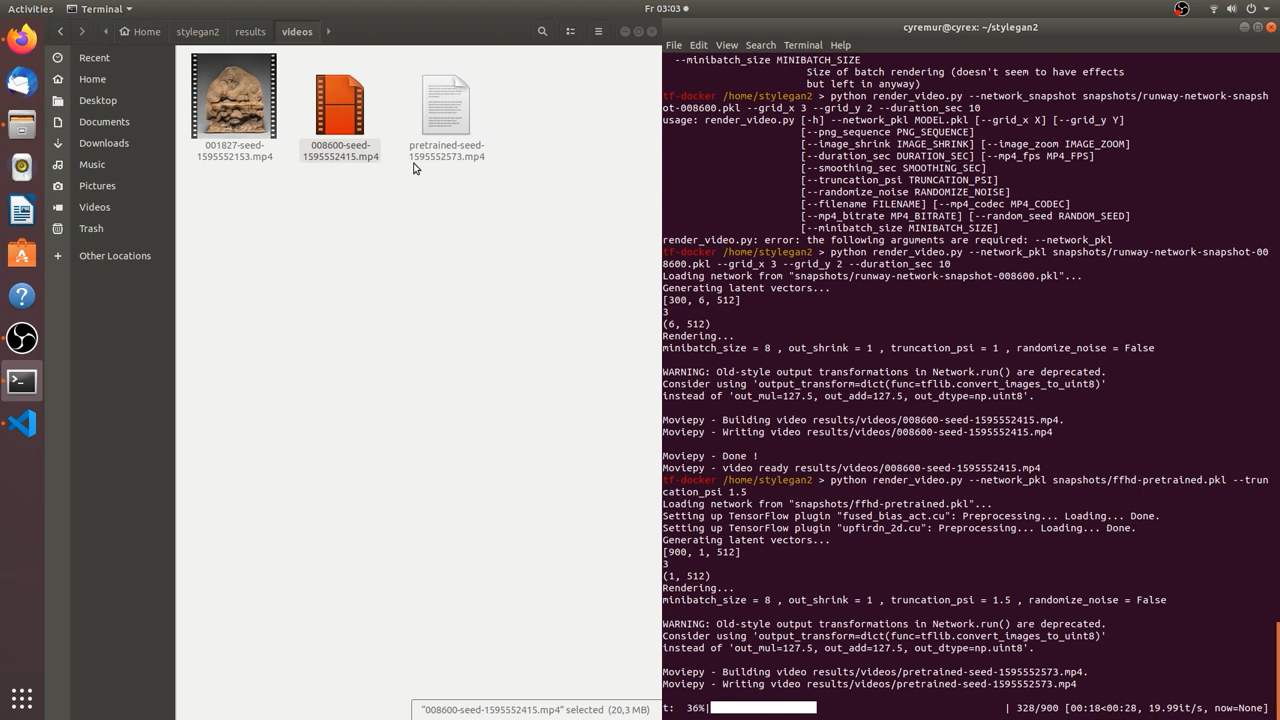 Activities
Terminal
Fr 03:03
Home
stylegan2
results
videos
Recent
Home
Desktop
Documents
Downloads
Music
Pictures
Videos
Trash
Other Locations
001827-seed-
1595552153.mp4
008600-seed-
1595552415.mp4
pretrained-seed-
1595552573.mp4
"008600-seed-1595552415.mp4" selected (20,3 MB)
cyremur@cyrex: ~/stylegan2
File Edit View Search Terminal Help
--minibatch_size MINIBATCH_SIZE
Size of batch rendering (doesn't seem to have effects
but left in anyway)
tf-docker /home/stylegan2 > python render_video.py --network_snapshot snapshots/runway-network-snapsh
ot-008600.pkl --grid_x 3 --grid_y 2 --duration_sec 10
usage: render_video.py [-h] --network_pkl MODEL.pkl [--grid_x X] [--grid_y Y]
[--png_sequence PNG_SEQUENCE]
[--image_shrink IMAGE_SHRINK] [--image_zoom IMAGE_ZOOM]
[--duration_sec DURATION_SEC] [--mp4_fps MP4_FPS]
[--smoothing_sec SMOOTHING_SEC]
[--truncation_psi TRUNCATION_PSI]
[--randomize_noise RANDOMIZE_NOISE]
[--filename FILENAME] [--mp4_codec MP4_CODEC]
[--mp4_bitrate MP4_BITRATE] [--random_seed RANDOM_SEED]
[--minibatch_size MINIBATCH_SIZE]
render_video.py: error: the following arguments are required: --network_pkl
tf-docker /home/stylegan2 > python render_video.py --network_pkl snapshots/runway-network-snapshot-00
8600.pkl --grid_x 3 --grid_y 2 --duration_sec 10
Loading network from "snapshots/runway-network-snapshot-008600.pkl"...
Generating latent vectors...
[300, 6, 512]
3
(6, 512)
Rendering...
minibatch_size = 8 , out_shrink = 1 , truncation_psi = 1 , randomize_noise = False
WARNING: Old-style output transformations in Network.run() are deprecated.
Consider using 'output_transform=dict(func=tflib.convert_images_to_uint8)'
instead of 'out_mul=127.5, out_add=127.5, out_dtype=np.uint8'.
Moviepy - Building video results/videos/008600-seed-1595552415.mp4.
Moviepy - Writing video results/videos/008600-seed-1595552415.mp4
Moviepy - Done !
Moviepy - video ready results/videos/008600-seed-1595552415.mp4
tf-docker /home/stylegan2 > python render_video.py --network_pkl snapshots/ffhd-pretrained.pkl --trun
cation_psi 1.5
Loading network from "snapshots/ffhd-pretrained.pkl"...
Setting up TensorFlow plugin "fused_bias_act.cu": Preprocessing... Loading... Done.
Setting up TensorFlow plugin "upfirdn_2d.cu": Preprocessing... Loading... Done.
Generating latent vectors...
[900, 1, 512]
3
(1, 512)
Rendering...
minibatch_size = 8 , out_shrink = 1 , truncation_psi = 1.5 , randomize_noise = False
WARNING: Old-style output transformations in Network.run() are deprecated.
Consider using 'output_transform=dict(func=tflib.convert_images_to_uint8)'
instead of 'out_mul=127.5, out_add=127.5, out_dtype=np.uint8'.
Moviepy - Building video results/videos/pretrained-seed-1595552573.mp4.
Moviepy - Writing video results/videos/pretrained-seed-1595552573.mp4
t: 36%| | 328/900 [00:18<00:28, 19.99it/s, now=None]